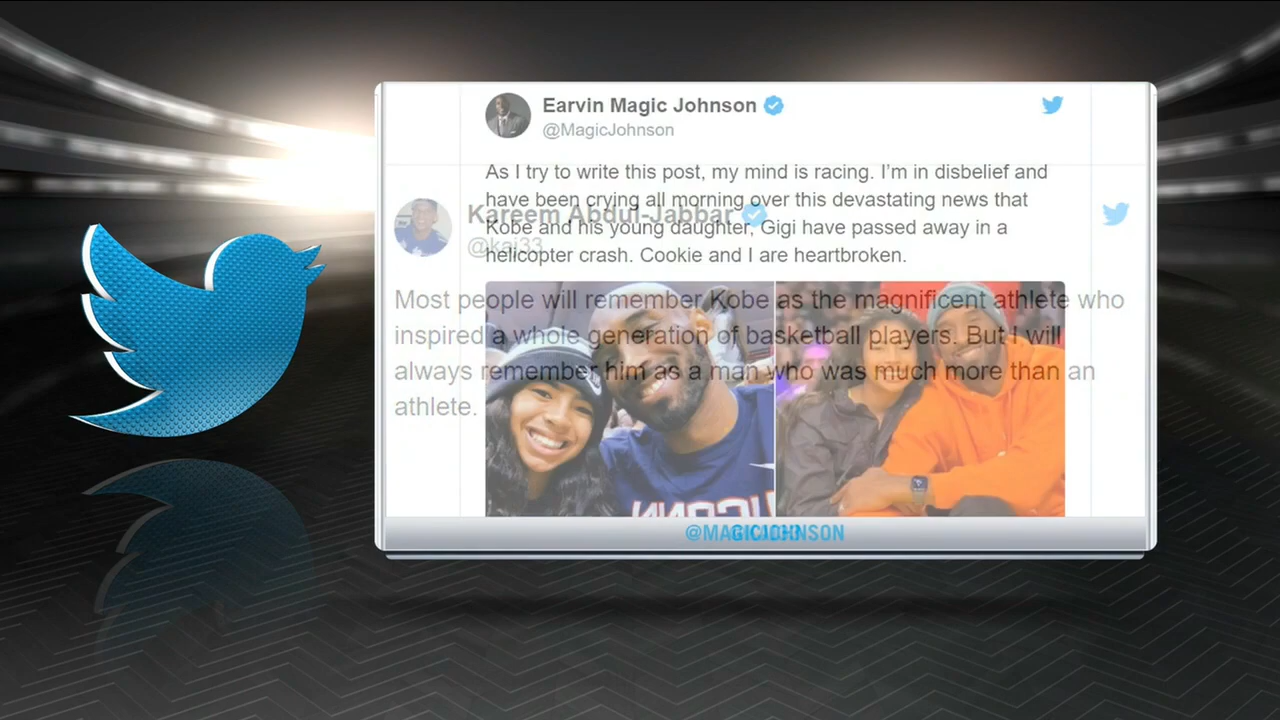 Earvin Magic Johnson
@MagicJohnson
As I try to write this post, my mind is racing. I'm in disbelief and
have been crying all morning over this devastating news that
Kobe and his young daughter, Gigi have passed away in a
helicopter crash. Cookie and I are heartbroken.
Kareem Abdul-Jabbar
@kaj33
Most people will remember Kobe as the magnificent athlete who
inspired a whole generation of basketball players. But I will
always remember him as a man who was much more than an
athlete.
UCONN
@MAGICJOHNSON